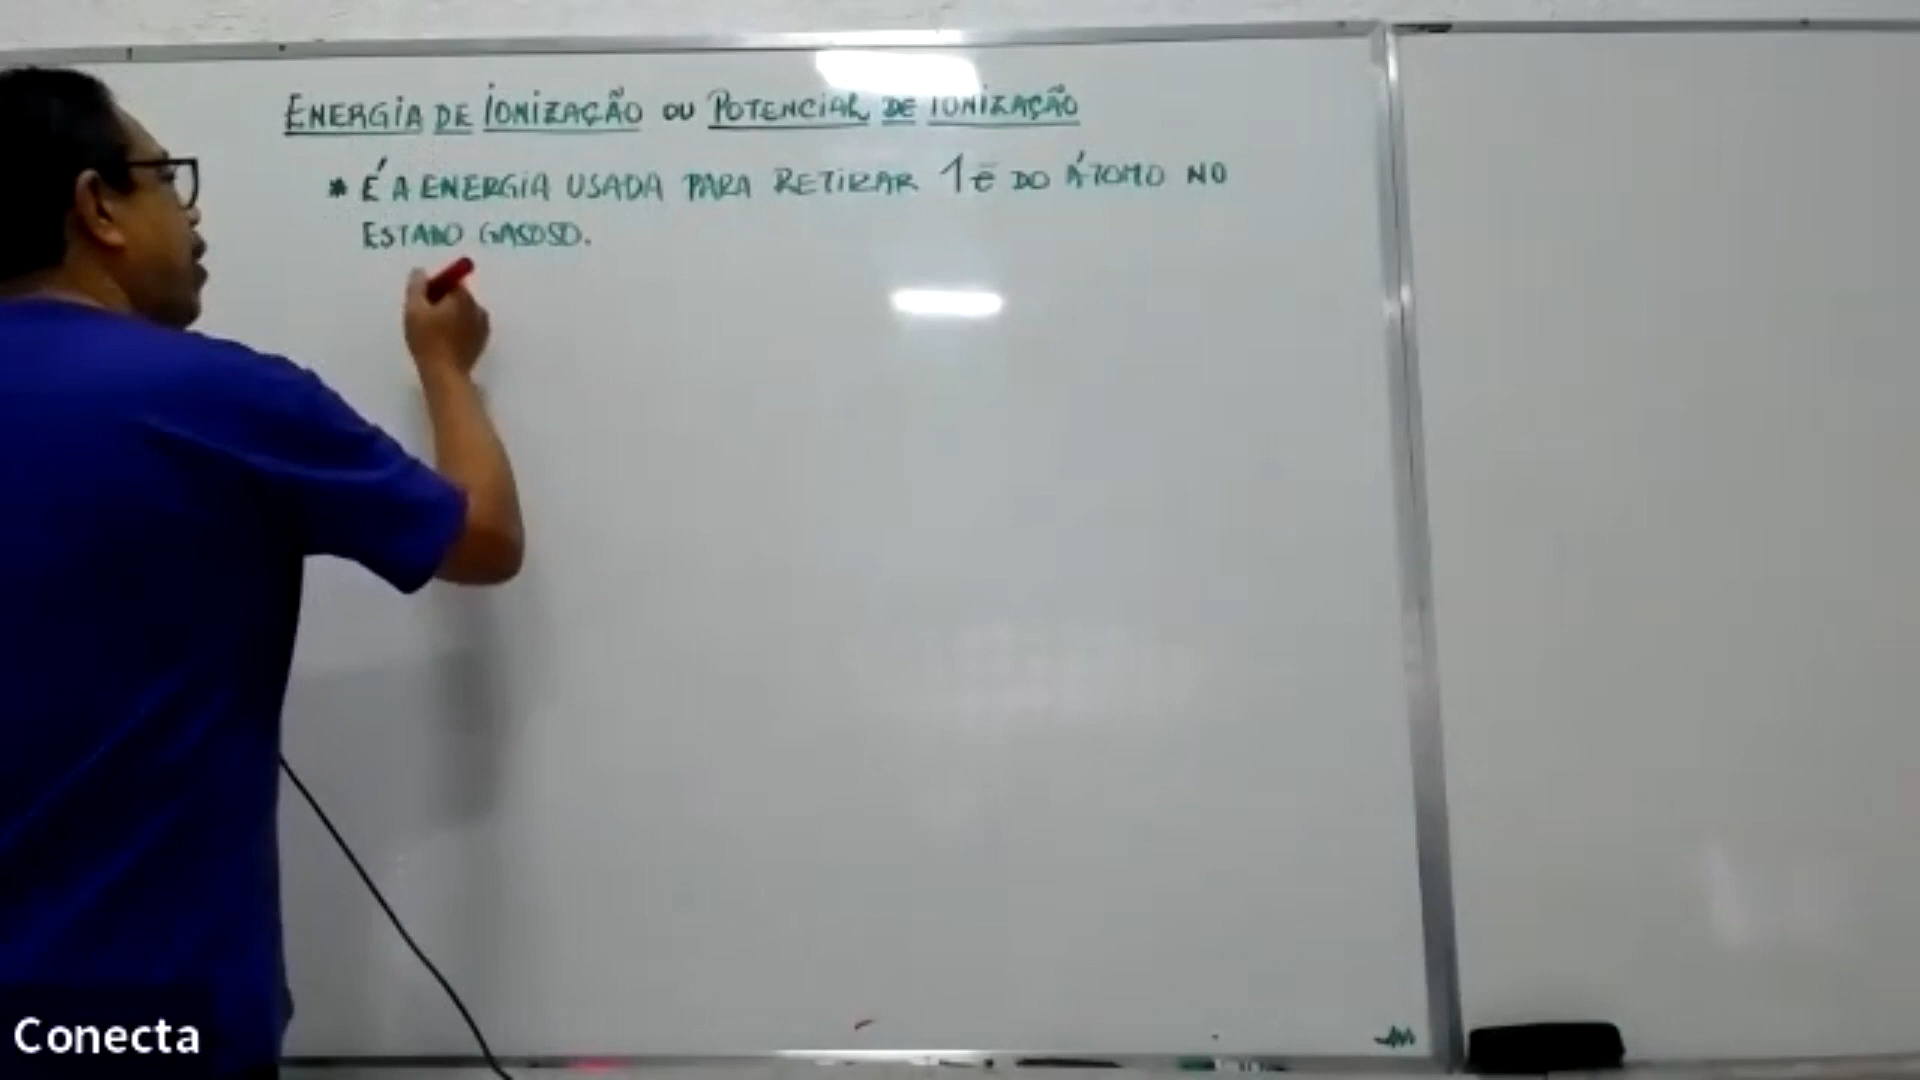 ENERGIA DE IONIZAÇÃO OU POTENCIAL DE IONIZAÇÃO
* É A ENERGIA USADA PARA RETIRAR 1ē DO ÁTOMO NO
ESTADO GASOSO.
Conecta